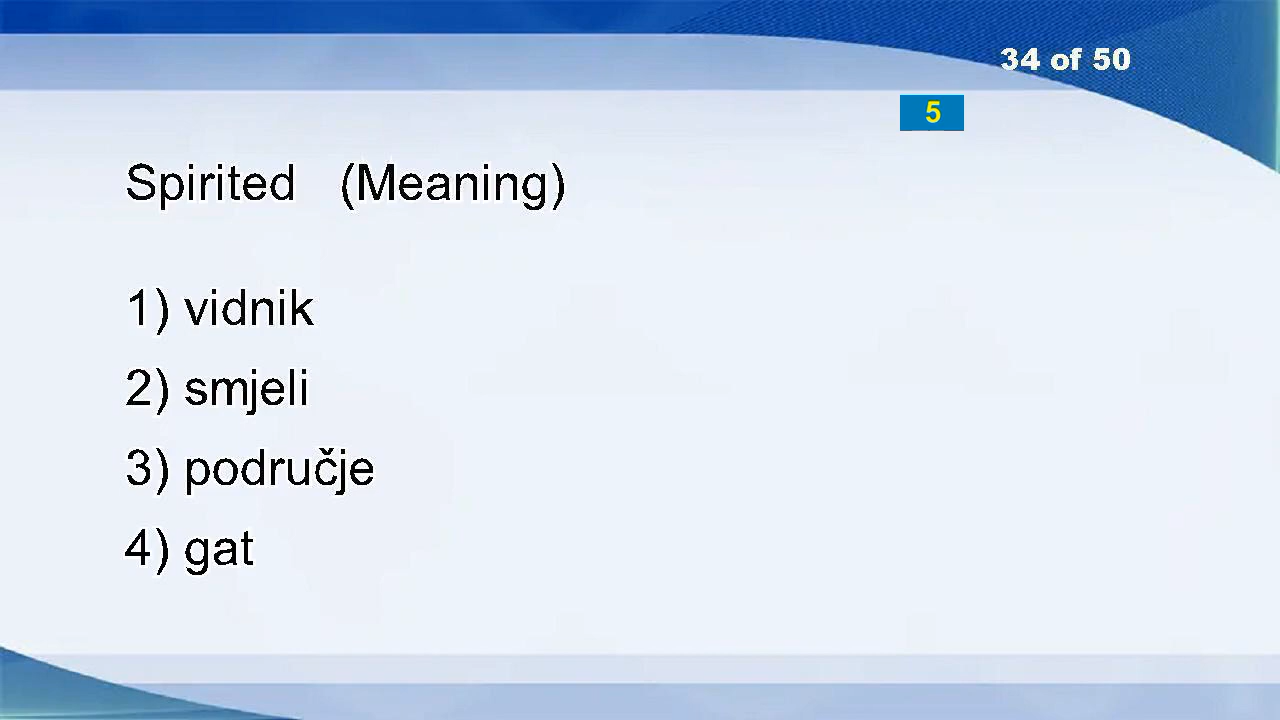 34 of 50
5
Spirited (Meaning)
1) vidnik
2) smjeli
3) područje
4) gat